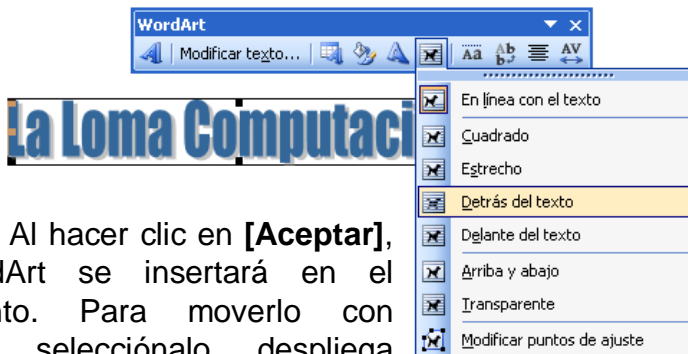 WordArt
Modificar texto...
En línea con el texto
La Loma Computaci
Cuadrado
Estrecho
Detrás del texto
Delante del texto
Arriba y abajo
Transparente
Modificar puntos de ajuste
Al hacer clic en [Aceptar],
dArt se insertará en el
nto. Para moverlo con
selecciónalo, despliega